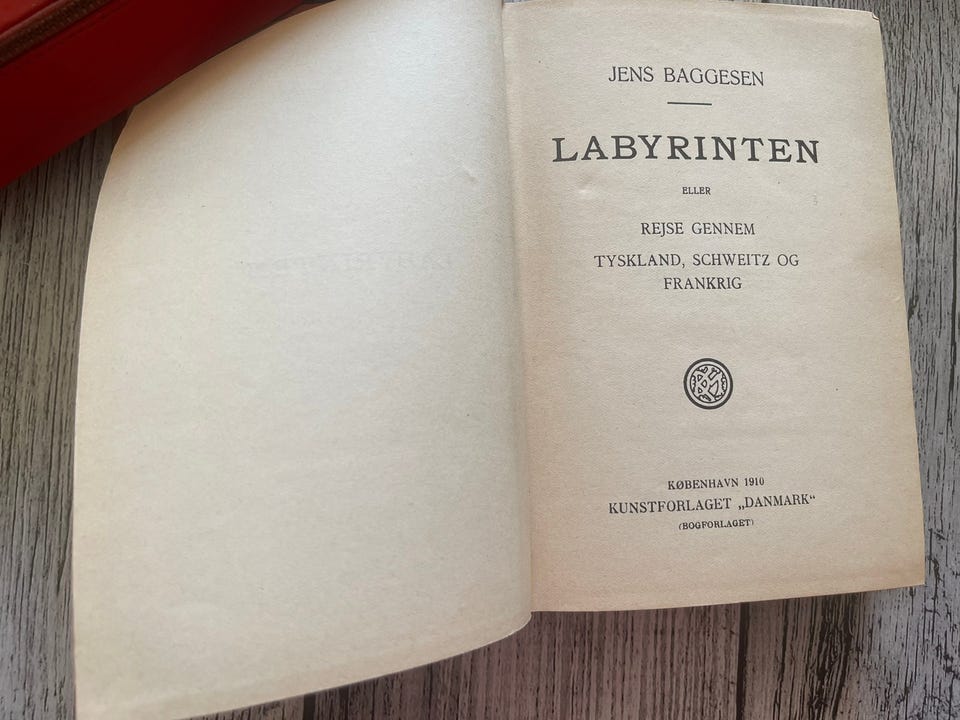 JENS BAGGESEN
LABYRINTEN
ELLER
REJSE GENNEM
TYSKLAND, SCHWEITZ OG
FRANKRIG
KØBENHAVN 1910
KUNSTFORLAGET „DANMARK“
(BOGFORLAGET)